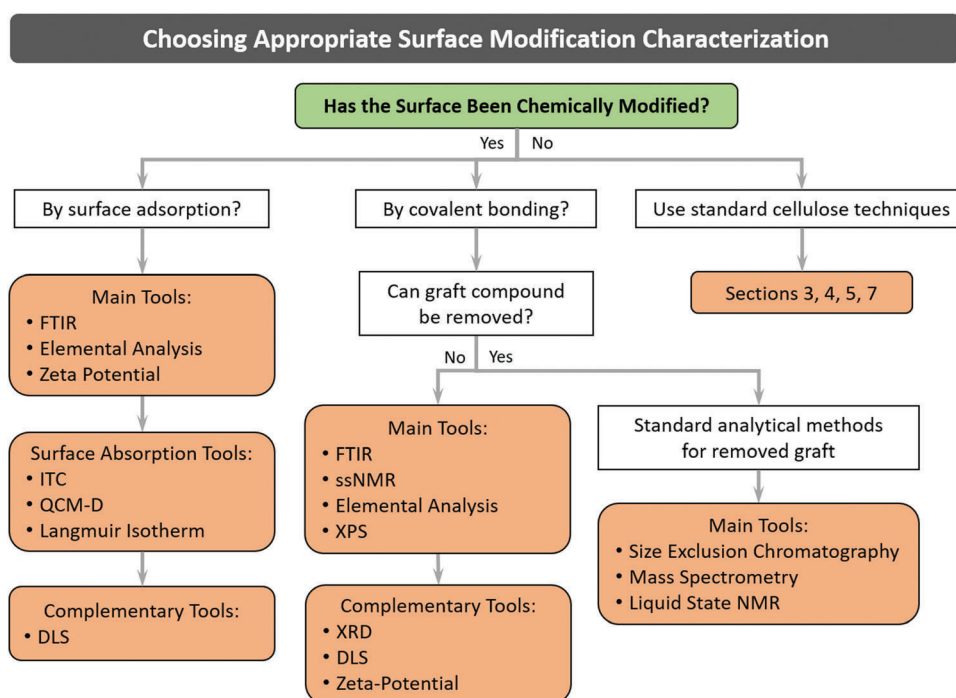 Choosing Appropriate Surface Modification Characterization
Has the Surface Been Chemically Modified?
Yes No
By surface adsorption?
By covalent bonding?
Use standard cellulose techniques
Main Tools:
• FTIR
• Elemental Analysis
• Zeta Potential
Can graft compound
be removed?
Sections 3, 4, 5, 7
No Yes
Surface Absorption Tools:
• ITC
• QCM-D
• Langmuir Isotherm
Main Tools:
• FTIR
• ssNMR
• Elemental Analysis
• XPS
Standard analytical methods
for removed graft
Main Tools:
• Size Exclusion Chromatography
• Mass Spectrometry
• Liquid State NMR
Complementary Tools:
• DLS
Complementary Tools:
• XRD
• DLS
• Zeta-Potential